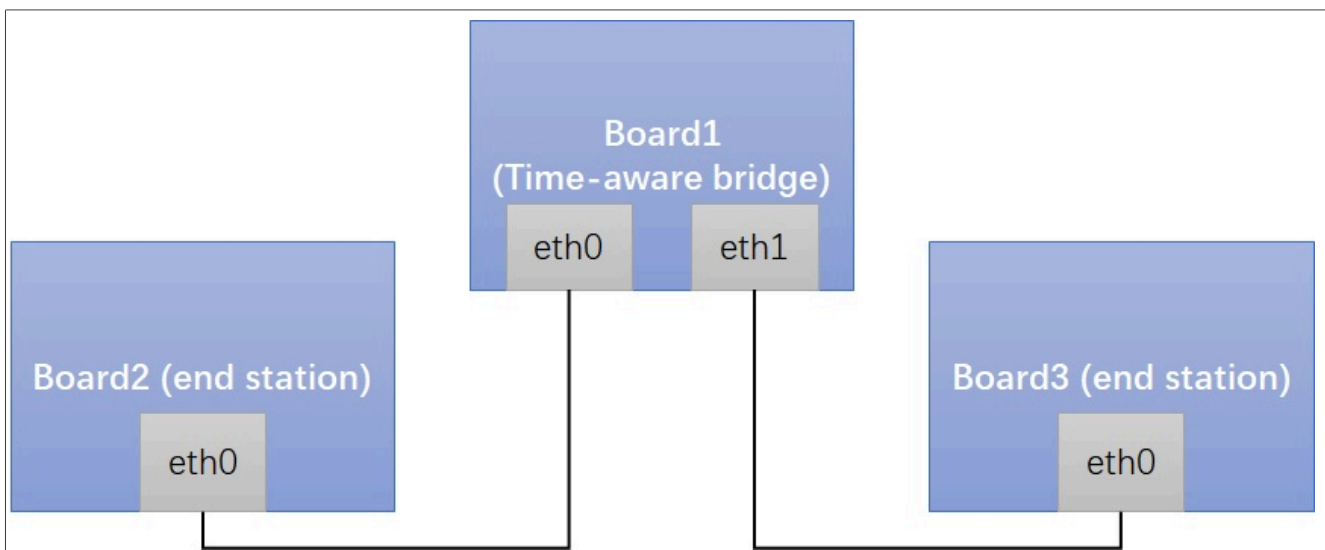 Board1
(Time-aware bridge)
eth0
eth1
Board2 (end station)
eth0
Board3 (end station)
eth0